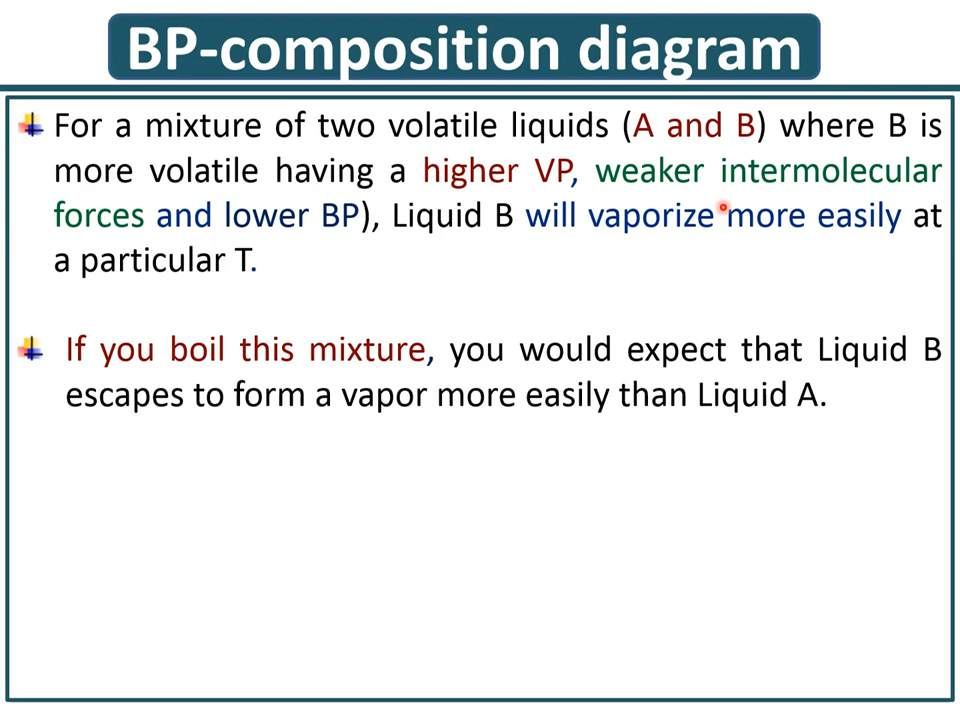 BP-composition diagram
For a mixture of two volatile liquids (A and B) where B is
more volatile having a higher VP, weaker intermolecular
forces and lower BP), Liquid B will vaporize more easily at
a particular T.
If you boil this mixture, you would expect that Liquid B
escapes to form a vapor more easily than Liquid A.